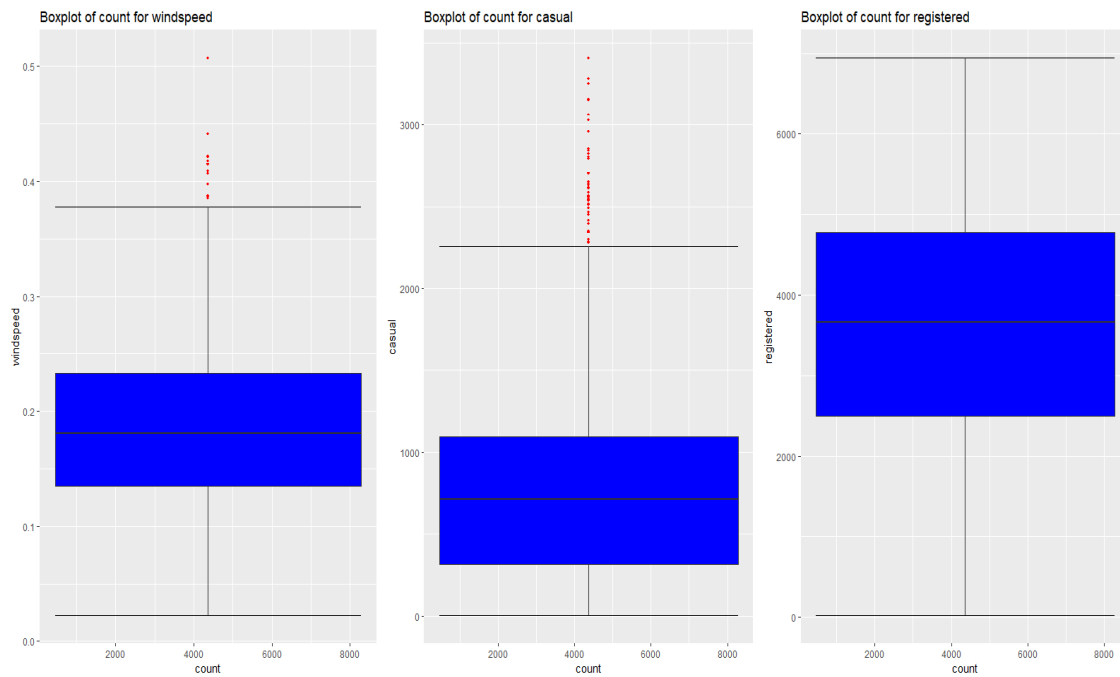 Boxplot of count for windspeed
windspeed
0.5
0.4
0.3
0.2
0.1
0.0
2000 4000 6000 8000
count
Boxplot of count for casual
casual
3000
2000
1000
0
2000 4000 6000 8000
count
Boxplot of count for registered
registered
6000
4000
2000
0
2000 4000 6000 8000
count